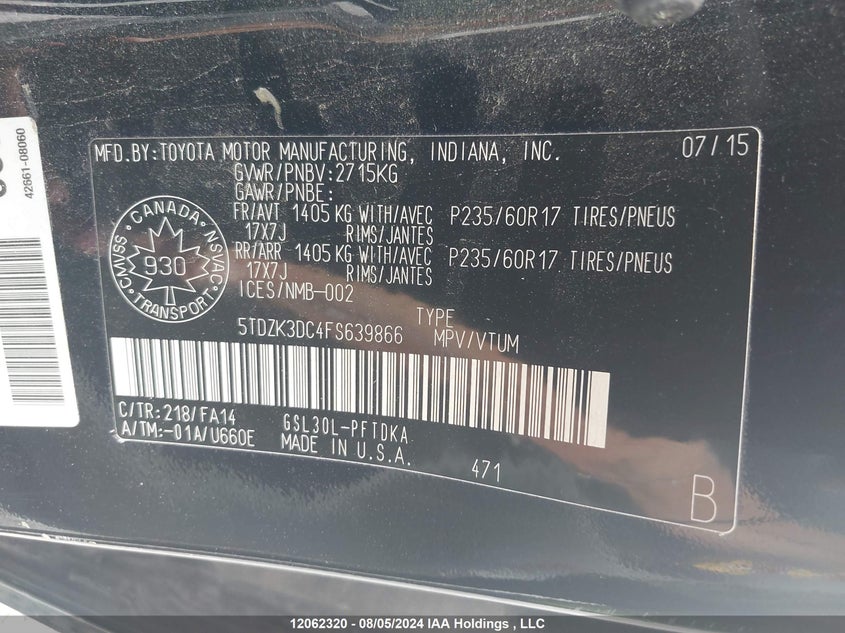 MFD.BY:TOYOTA MOTOR MANUFACTURING, INDIANA, INC. 07/15
GVWR/PNBV:2715KG
GAWR/PNBE:
FR/AVT 1405 KG WITH/AVEC P235/60R17 TIRES/PNEUS
17X7J RIMS/JANTES
RR/ARR 1405 KG WITH/AVEC P235/60R17 TIRES/PNEUS
17X7J RIMS/JANTES
ICES/NMB-002
CANADA
CMVSS 930 NSVAC
TRANSPORT
TYPE
5TDZK3DC4FS639866 MPV/VTUM
C/TR:218/FA14 GSL30L-PFTDKA
A/TM:-01A/U660E MADE IN U.S.A.
471
B
42661-08060
12062320 - 08/05/2024 IAA Holdings, LLC